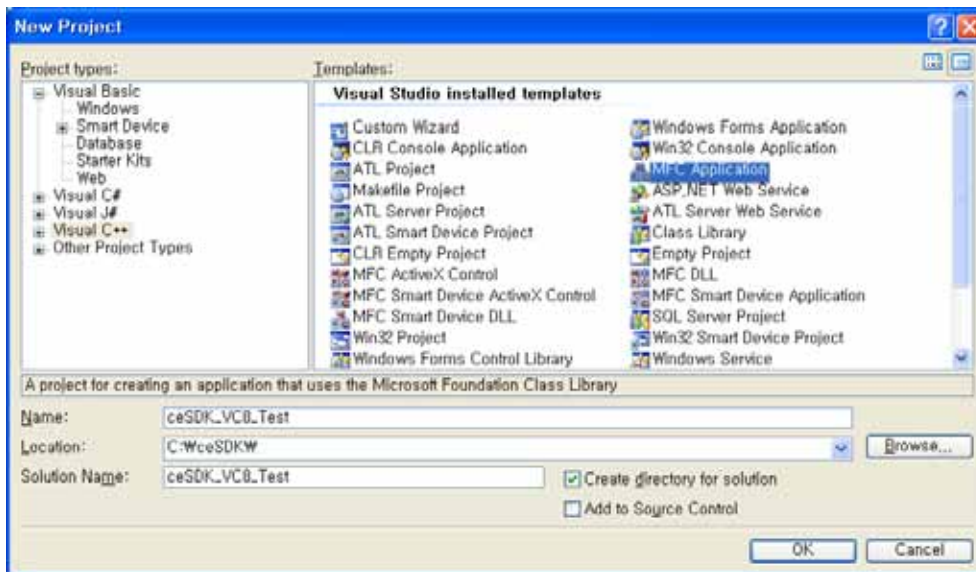 New Project
Project types:
Templates:
Visual Basic
Windows
Smart Device
Database
Starter Kits
Web
Visual C#
Visual J#
Visual C++
Other Project Types
Visual Studio installed templates
Custom Wizard
Windows Forms Application
CLR Console Application
Win32 Console Application
ATL Project
MFC Application
Makefile Project
ASP.NET Web Service
ATL Server Project
ATL Server Web Service
ATL Smart Device Project
Class Library
CLR Empty Project
Empty Project
MFC ActiveX Control
MFC DLL
MFC Smart Device ActiveX Control
MFC Smart Device Application
MFC Smart Device DLL
SQL Server Project
Win32 Project
Win32 Smart Device Project
Windows Forms Control Library
Windows Service
A project for creating an application that uses the Microsoft Foundation Class Library
Name:
ceSDK_VC8_Test
Location:
C:₩ceSDK₩
Browse...
Solution Name:
ceSDK_VC8_Test
Create directory for solution
Add to Source Control
OK
Cancel